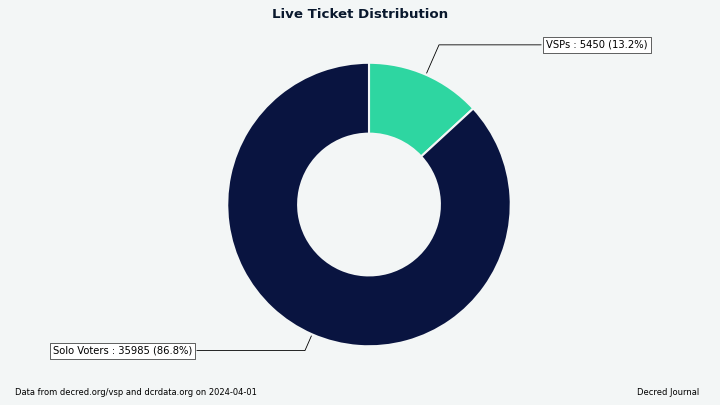 Live Ticket Distribution
VSPs : 5450 (13.2%)
Solo Voters : 35985 (86.8%)
Data from decred.org/vsp and dcrdata.org on 2024-04-01
Decred Journal